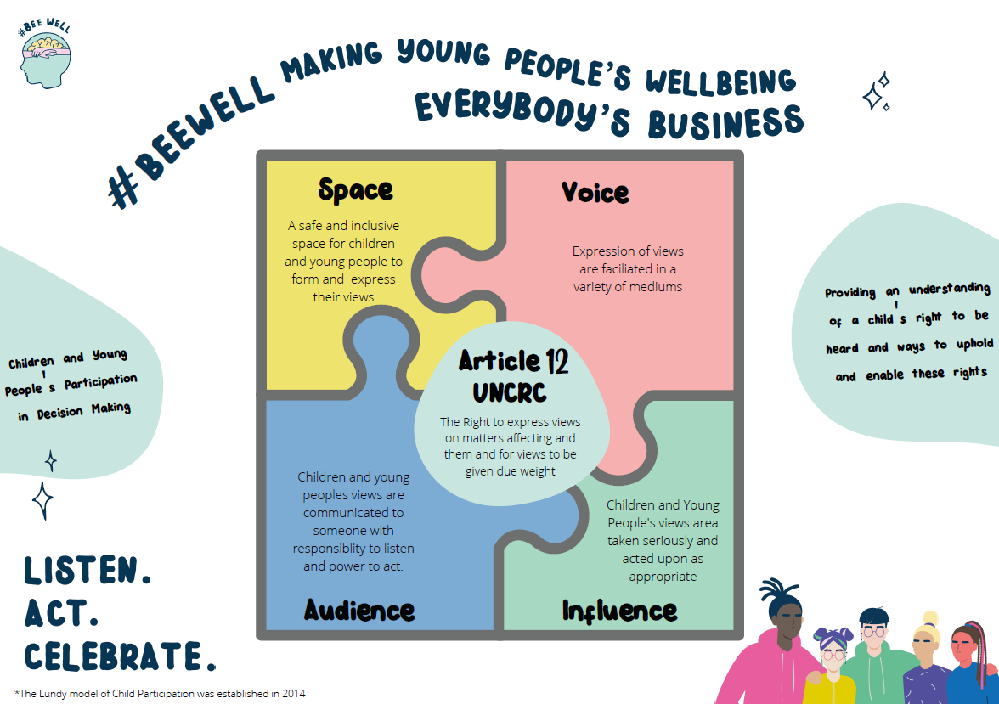 #BEE WELL
#BEEWELL MAKING YOUNG PEOPLE'S WELLBEING
EVERYBODY'S BUSINESS
Space
A safe and inclusive
space for children
and young people to
form and express
their views
Voice
Expression of views
are faciliated in a
variety of mediums
Children and Young
People's Participation
in Decision Making
Article 12
UNCRC
The Right to express views
on matters affecting and
them and for views to be
given due weight
Providing an understanding
of a child's right to be
heard and ways to uphold
and enable these rights
Children and young
peoples views are
communicated to
someone with
responsiblity to listen
and power to act.
Audience
Children and Young
People's views area
taken seriously and
acted upon as
appropriate
Influence
LISTEN.
ACT.
CELEBRATE.
*The Lundy model of Child Participation was established in 2014